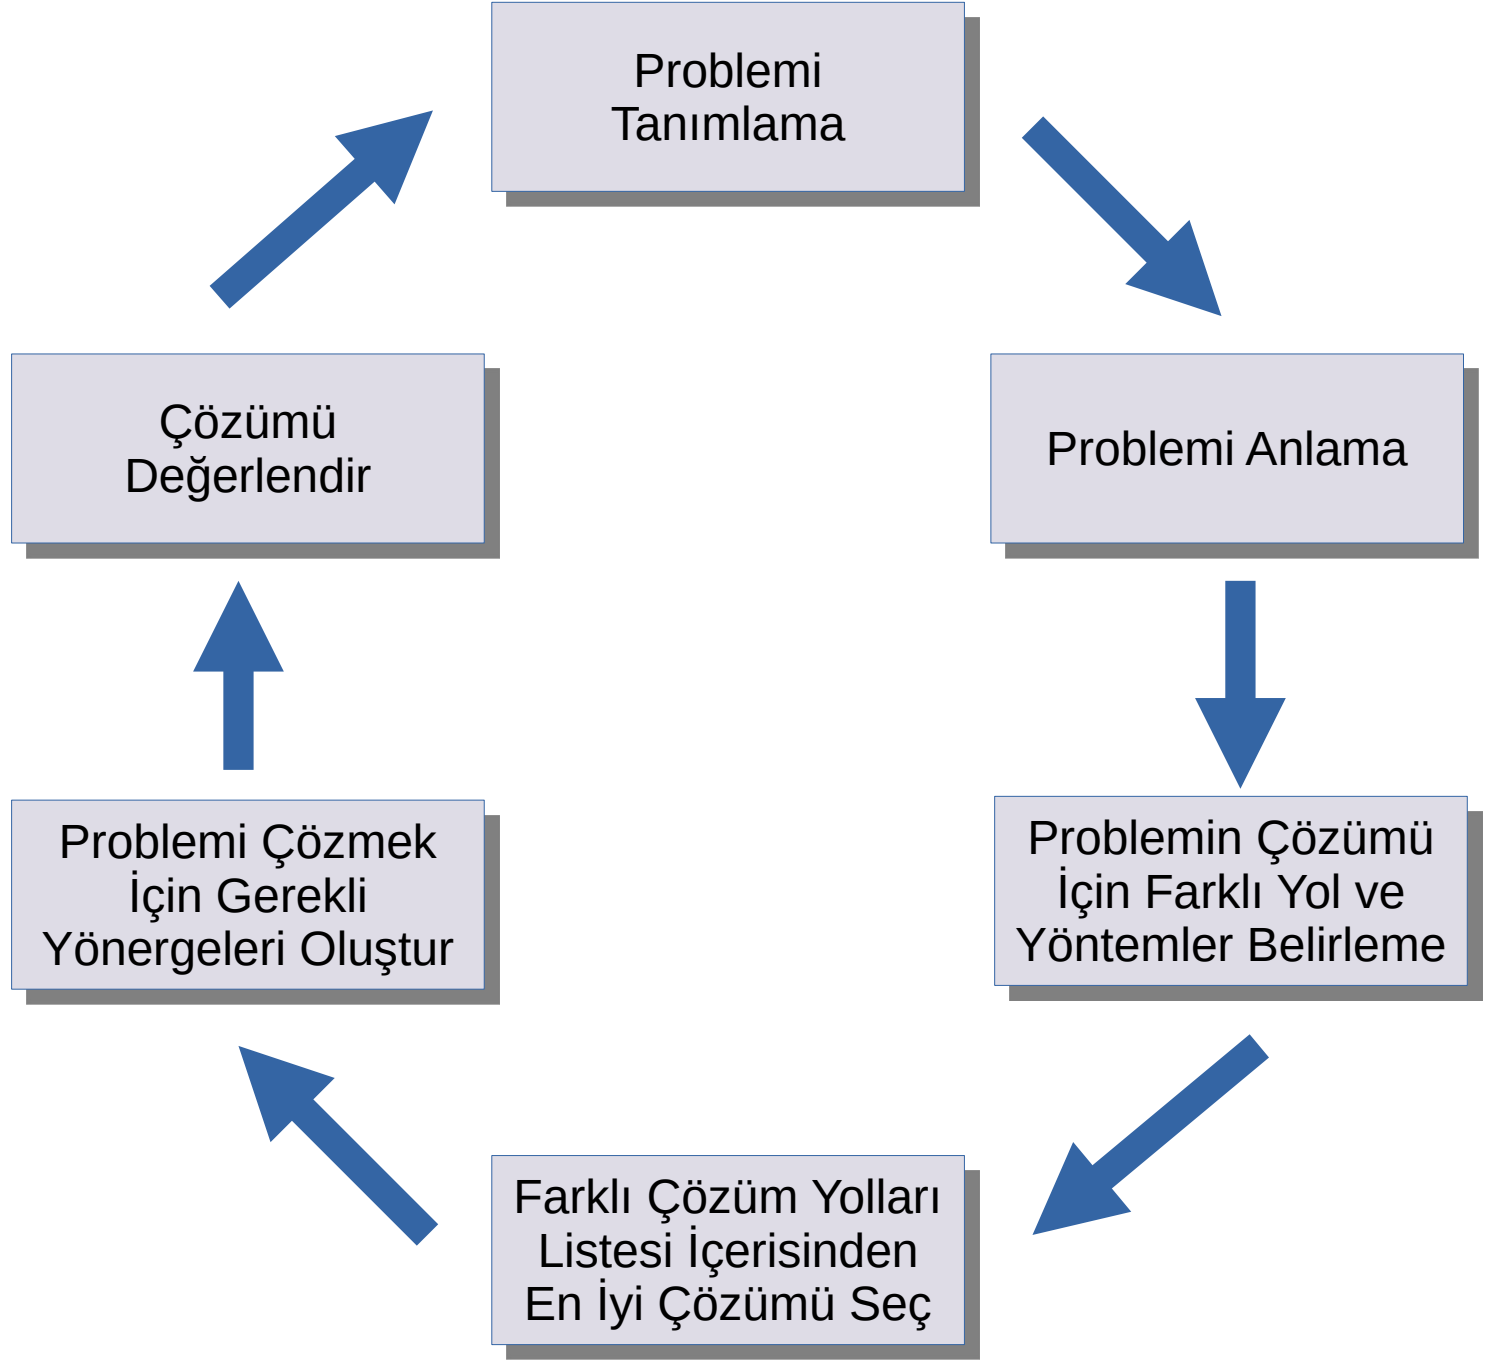 Problemi
Tanımlama
Problemi Anlama
Problemin Çözümü
İçin Farklı Yol ve
Yöntemler Belirleme
Farklı Çözüm Yolları
Listesi İçerisinden
En İyi Çözümü Seç
Problemi Çözmek
İçin Gerekli
Yönergeleri Oluştur
Çözümü
Değerlendir